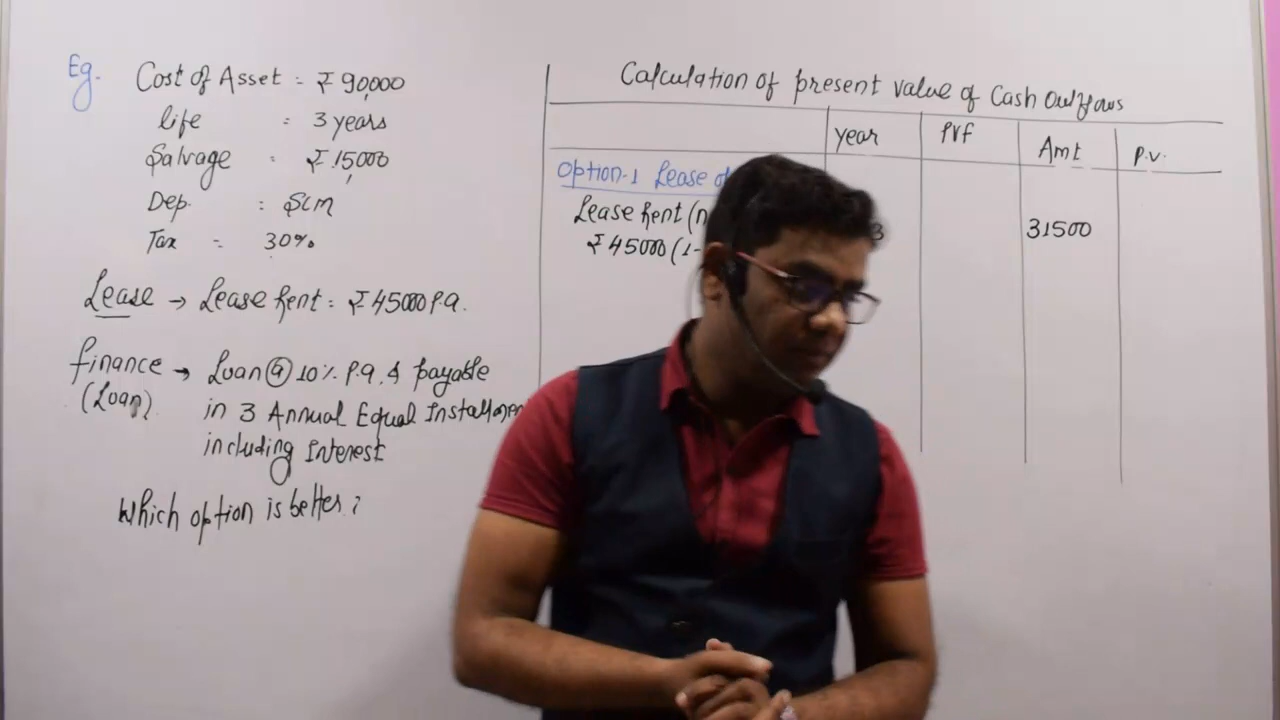 Eg. Cost of Asset = ₹ 90,000
life = 3 years
Salvage = ₹ 15,000
Dep. : SLM
Tax = 30%
Lease → Lease Rent = ₹ 45000 P.a.
finance → Loan @ 10% P.a. & payable
(Loan) in 3 Annual Equal
including Interest
Which option is better ?
Calculation of present value of Cash Outflows
year PVF Amt P.V.
Option-1 Lease
Lease Rent 3 31500
₹ 45000 (1-